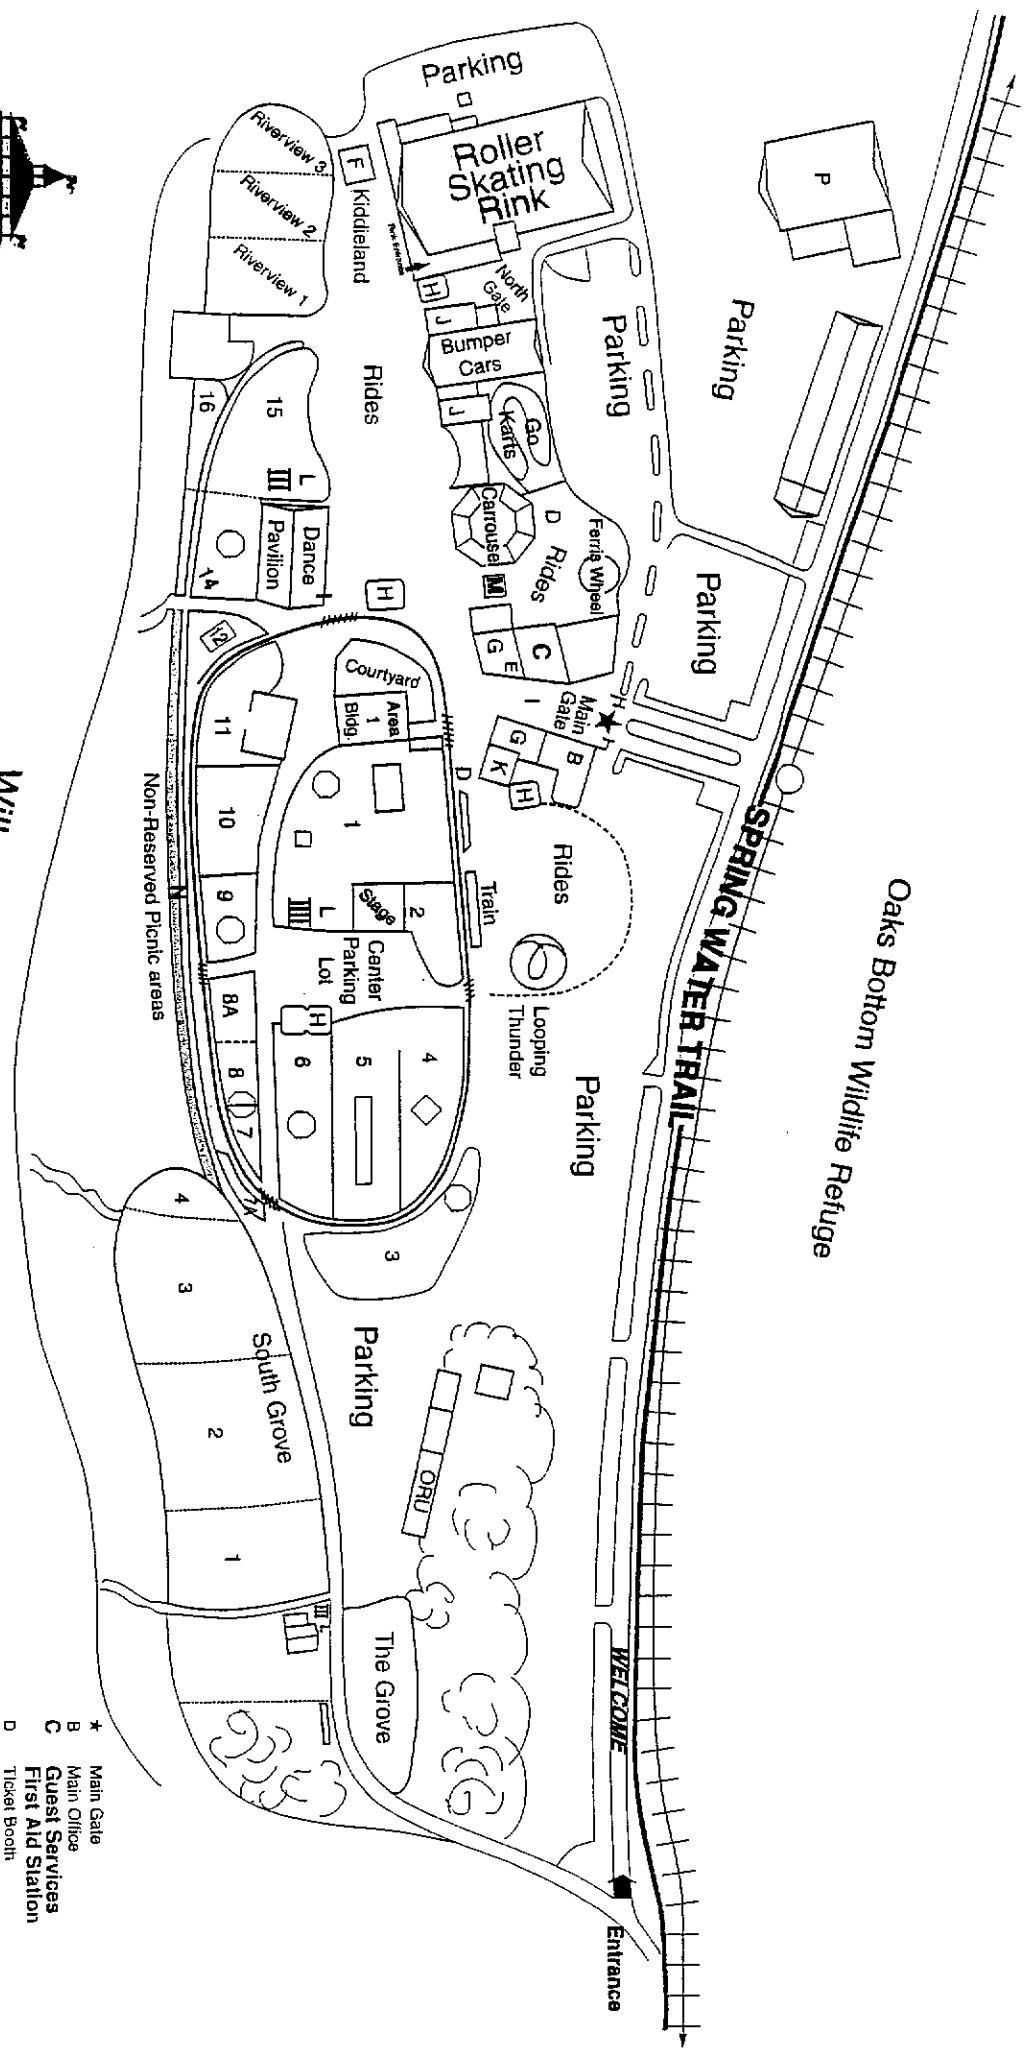 Oaks Bottom Wildlife Refuge
SPRING WATER TRAIL
P
Parking
Parking
Roller
Skating
Rink
Parking
Parking
North
Gate
Park Entrance
H
J
Bumper
Cars
J
Go
Karts
Carrousel
D
Rides
Ferris Wheel
M
G
E
C
I
Main
Gate
G
B
K
H
F
Kiddieland
Rides
Riverview 3
Riverview 2
Riverview 1
16
15
L
Dance
Pavilion
14
H
12
Courtyard
Area
1
Bldg.
11
10
9
8A
8
7
7A
1
D
Train
Stage
2
L
Center
Parking
Lot
H
6
5
4
3
Rides
Looping
Thunder
Parking
N
Non-Reserved Picnic areas
4
3
2
1
South Grove
Parking
ORU
The Grove
L
WELCOME
Entrance
★ Main Gate
B Main Office
C Guest Services
First Aid Station
D Ticket Booth